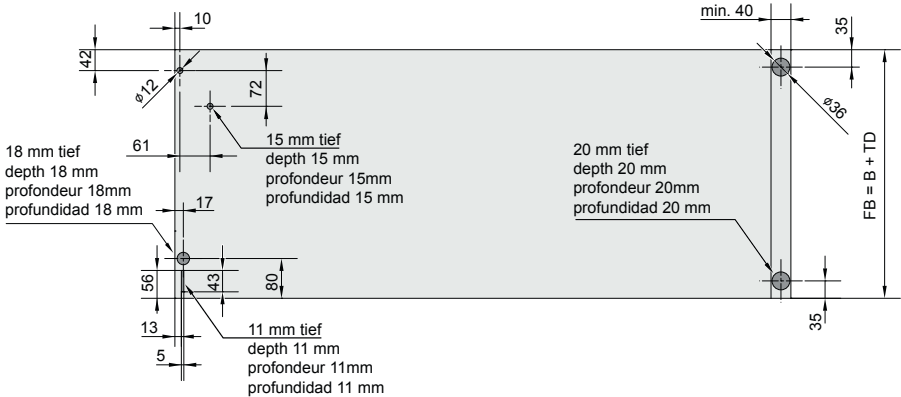 10
min. 40
35
42
ø12
72
ø36
61
15 mm tief
depth 15 mm
profondeur 15mm
profundidad 15 mm
18 mm tief
depth 18 mm
profondeur 18mm
profundidad 18 mm
20 mm tief
depth 20 mm
profondeur 20mm
profundidad 20 mm
FB = B + TD
17
56
43
80
35
13
5
11 mm tief
depth 11 mm
profondeur 11mm
profundidad 11 mm